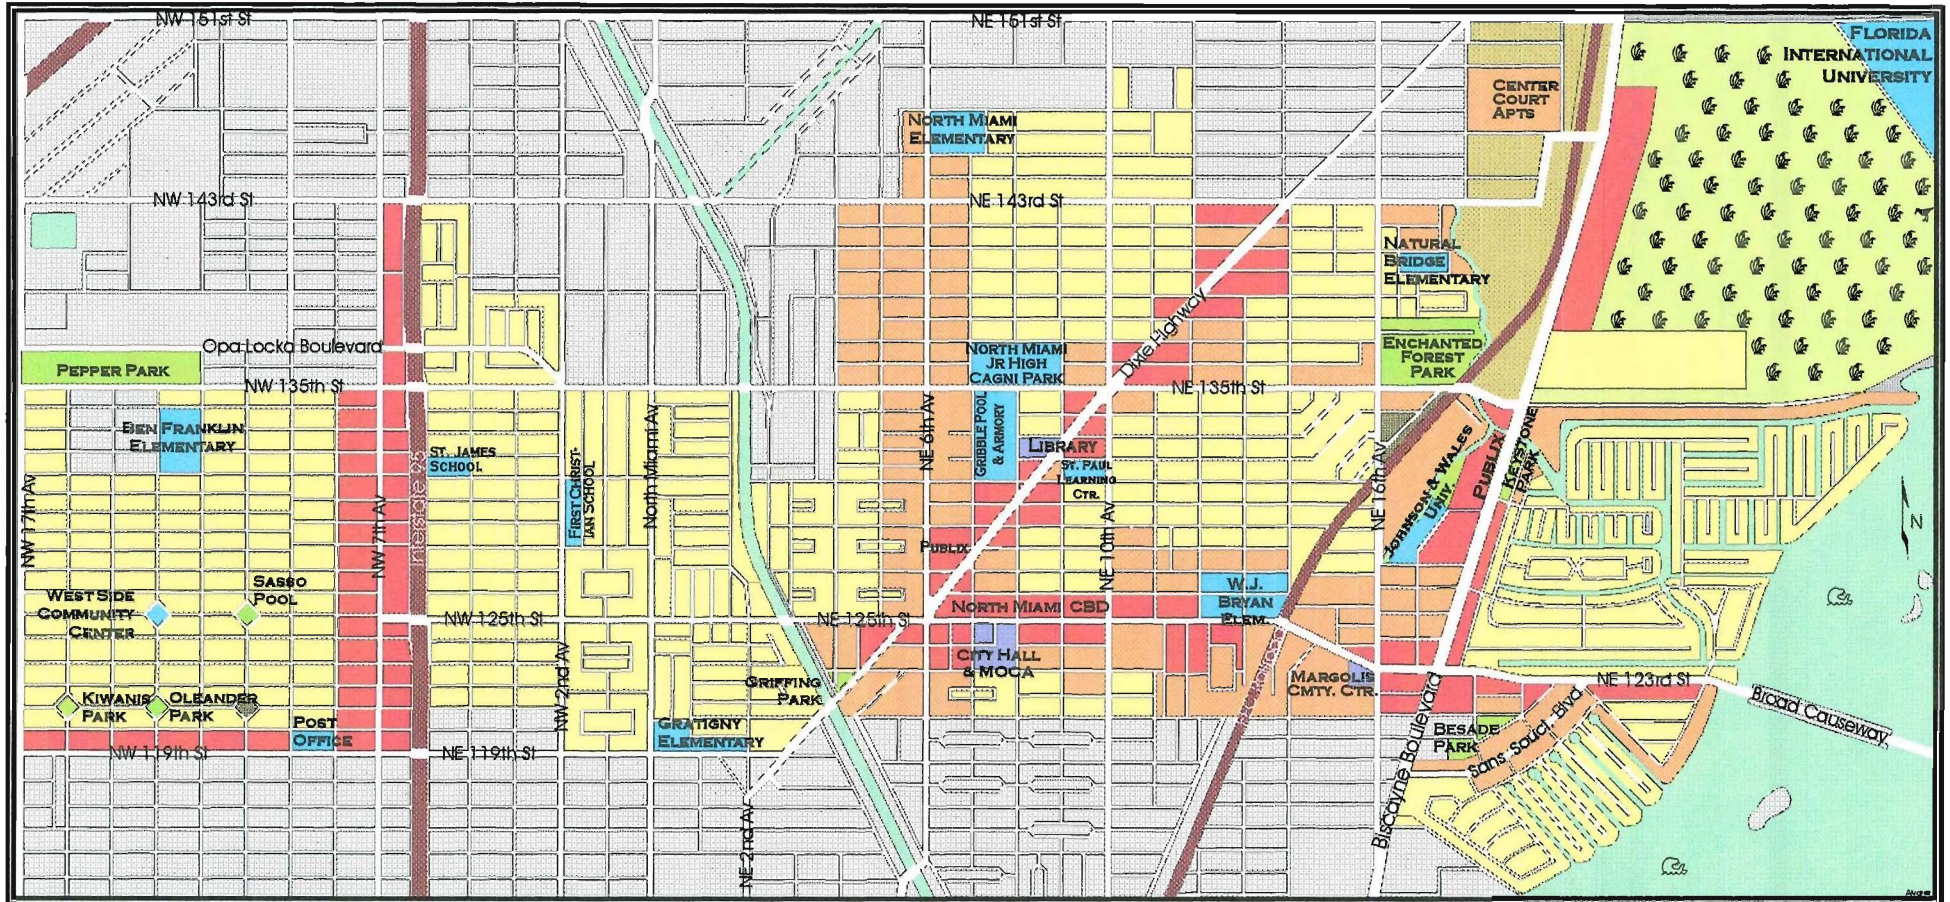 NW 151st St
NE 151st St
FLORIDA
INTERNATIONAL
UNIVERSITY
CENTER
COURT
APTS
NORTH MIAMI
ELEMENTARY
NW 143rd St
NE 143rd St
NATURAL
BRIDGE
ELEMENTARY
Dixie Highway
Opa-Locka Boulevard
NORTH MIAMI
JR HIGH
CAGNI PARK
ENCHANTED
FOREST
PARK
PEPPER PARK
NW 135th St
NE 135th St
BEN FRANKLIN
ELEMENTARY
ST. JAMES
SCHOOL
FIRST CHRIST-
IAN SCHOOL
North Miami Av
NE 6th Av
GRIBBLE POOL
& ARMORY
LIBRARY
ST. PAUL
LEARNING
CTR.
NE 16th Av
JOHNSON & WALES
UNIV.
PUBLIX
KEYSTONE
PARK
NW 17th Av
NW 7th Av
Interstate 95
N
PUBLIX
NE 10th Av
WEST SIDE
COMMUNITY
CENTER
SASSO
POOL
W.J.
BRYAN
ELEM.
NORTH MIAMI CBD
NW 125th St
NE 125th St
NW 2nd Av
CITY HALL
& MOCA
GRIFFING
PARK
MARGOLIS
CMTY. CTR.
NE 123rd St
Broad Causeway
KIWANIS
PARK
OLEANDER
PARK
POST
OFFICE
GRATIGNY
ELEMENTARY
BESADE
PARK
Sans Souci Blvd
NW 119th St
NE 119th St
Biscayne Boulevard
NE 2nd Av